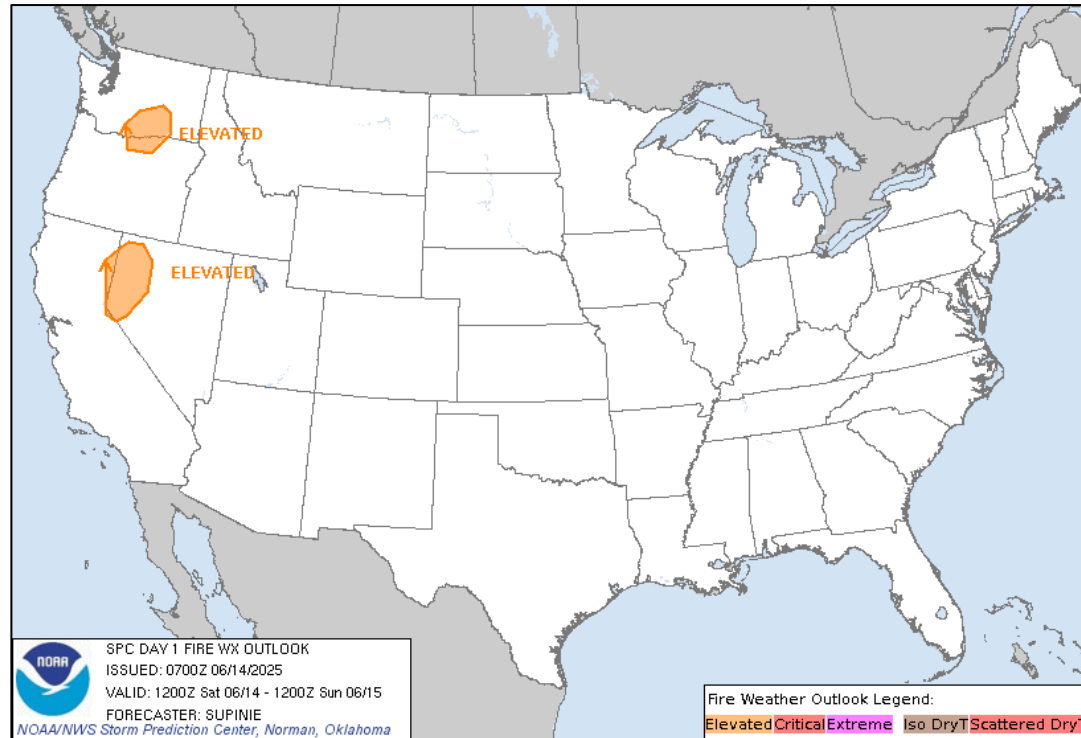 ELEVATED
ELEVATED
NOAA
SPC DAY 1 FIRE WX OUTLOOK
ISSUED: 0700Z 06/14/2025
VALID: 1200Z Sat 06/14 - 1200Z Sun 06/15
FORECASTER: SUPINIE
NOAA/NWS Storm Prediction Center, Norman, Oklahoma
Fire Weather Outlook Legend:
Elevated Critical Extreme Iso DryT Scattered DryT